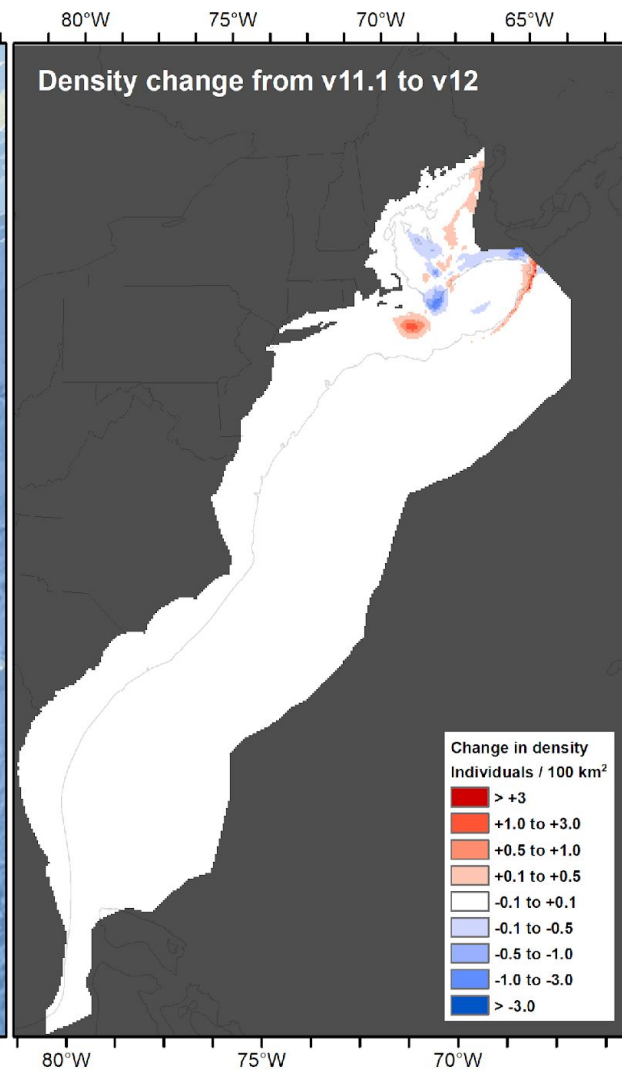 80°W 75°W 70°W 65°W
Density change from v11.1 to v12
Change in density
Individuals / 100 km²
> +3
+1.0 to +3.0
+0.5 to +1.0
+0.1 to +0.5
-0.1 to +0.1
-0.1 to -0.5
-0.5 to -1.0
-1.0 to -3.0
> -3.0
80°W 75°W 70°W